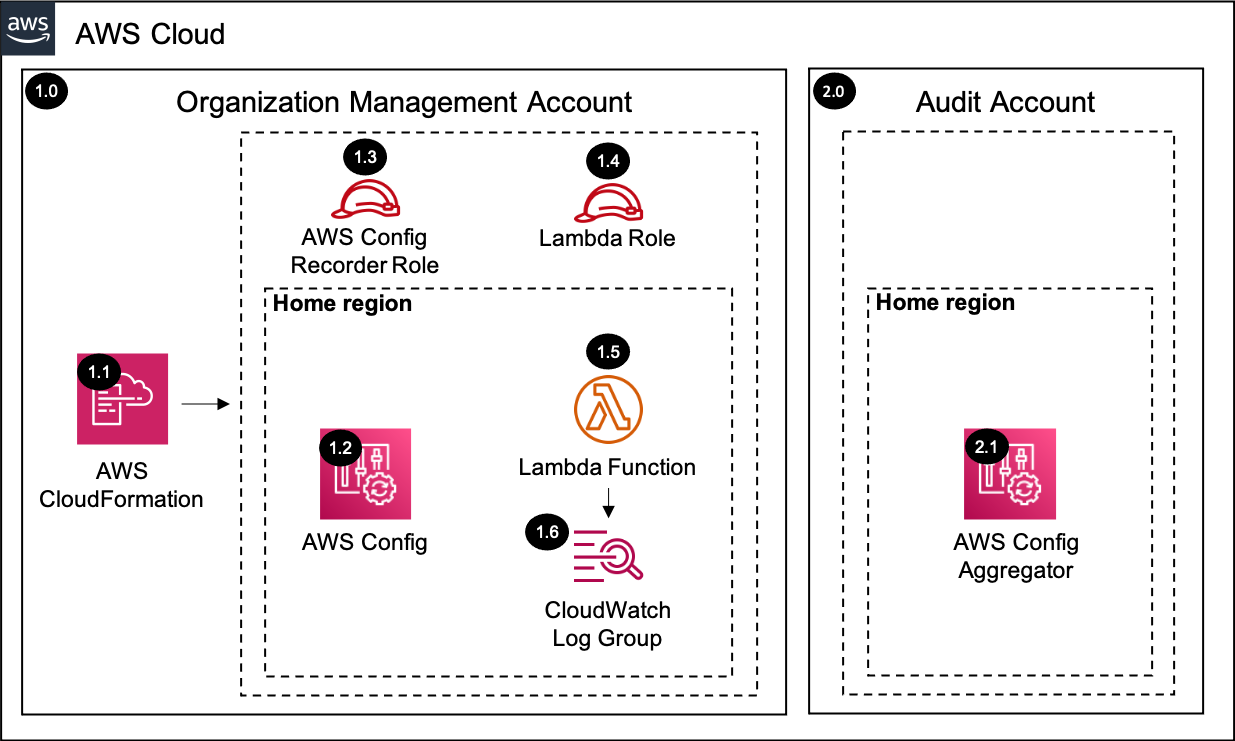 aws
AWS Cloud
1.0
Organization Management Account
1.3
AWS Config
Recorder Role
1.4
Lambda Role
Home region
1.1
AWS
CloudFormation
1.2
AWS Config
1.5
Lambda Function
1.6
CloudWatch
Log Group
2.0
Audit Account
Home region
2.1
AWS Config
Aggregator